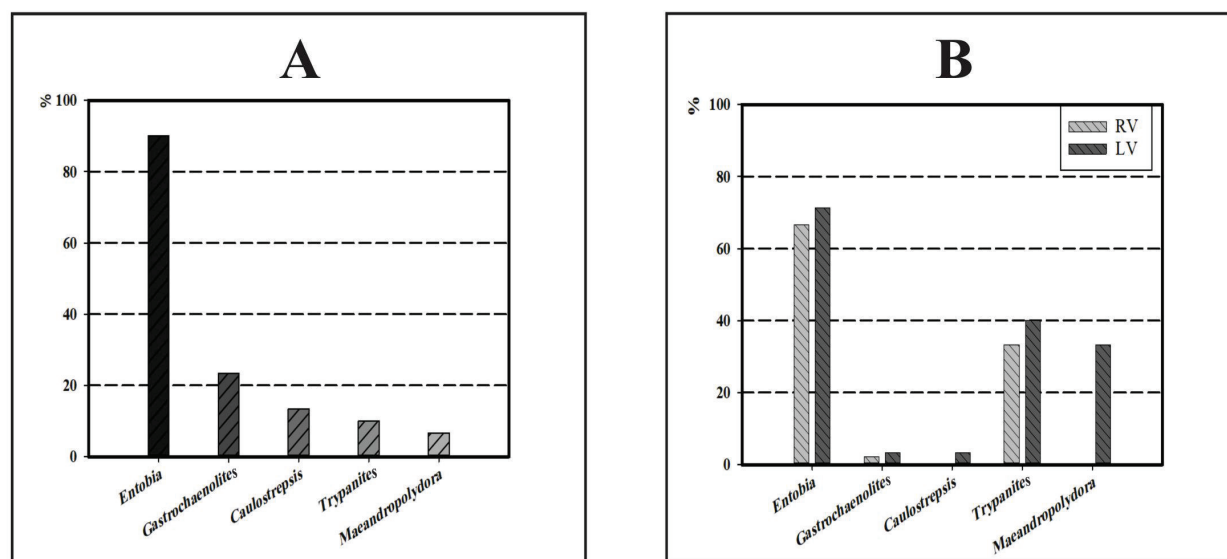 A
%
100
80
60
40
20
0
Entobia
Gastrochaenolites
Caulostrepsis
Trypanites
Maeandropolydora
B
%
100
80
60
40
20
0
RV
LV
Entobia
Gastrochaenolites
Caulostrepsis
Trypanites
Maeandropolydora